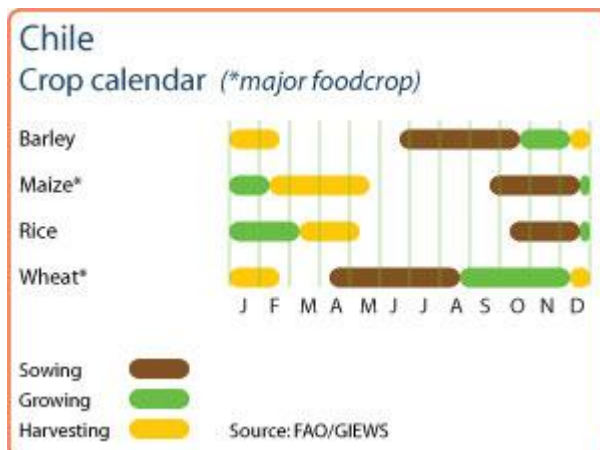 Chile
Crop calendar (*major foodcrop)
Barley
Maize*
Rice
Wheat*
J F M A M J J A S O N D
Sowing
Growing
Harvesting
Source: FAO/GIEWS